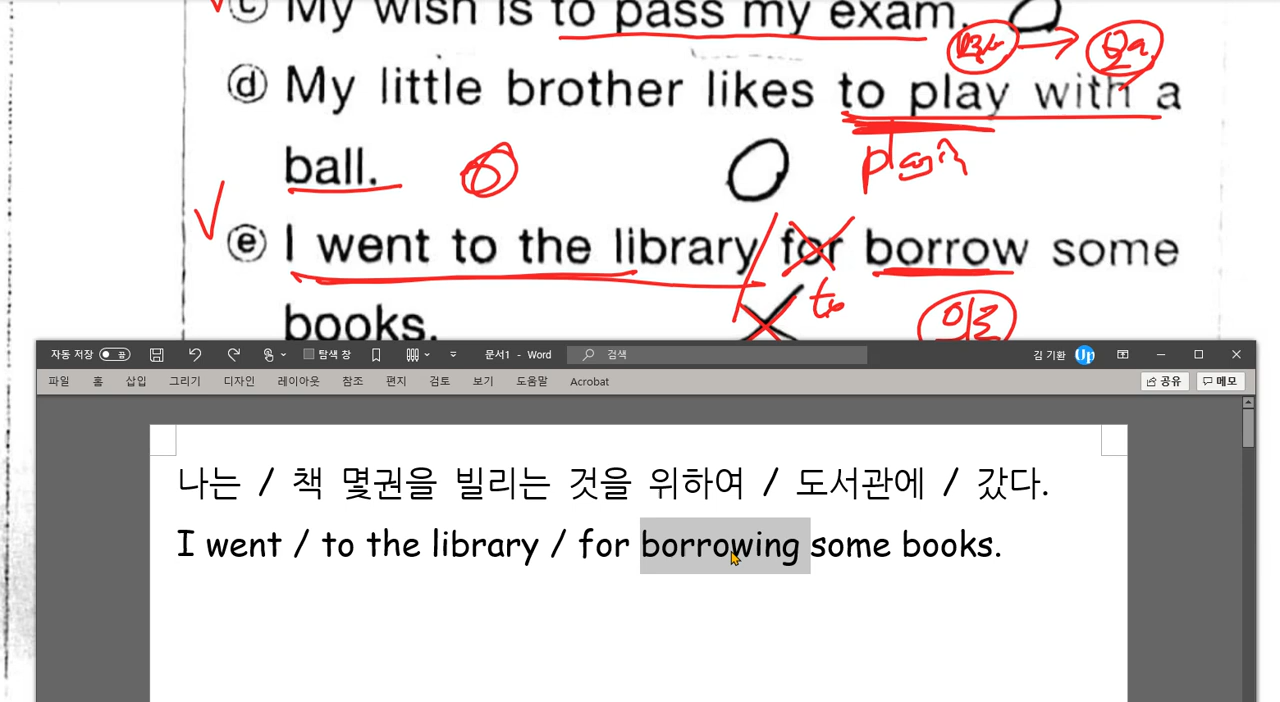 ⓒ My wish is to pass my exam.
ⓓ My little brother likes to play with a
ball.
ⓔ I went to the library for borrow some
to
books.
자동 저장 끔 탐색 창 문서1 - Word 검색 김 기환 Up
파일 홈 삽입 그리기 디자인 레이아웃 참조 편지 검토 보기 도움말 Acrobat 공유 메모
나는 / 책 몇권을 빌리는 것을 위하여 / 도서관에 / 갔다.
I went / to the library / for borrowing some books.